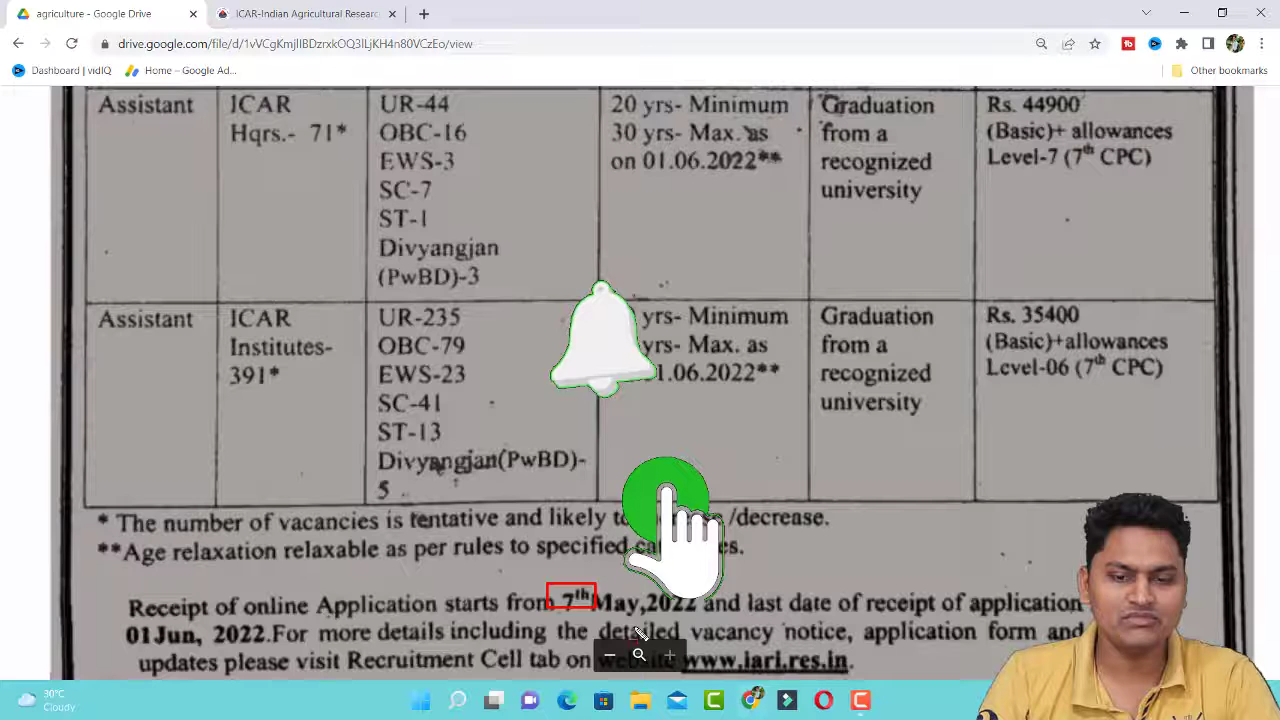 agriculture - Google Drive
ICAR-Indian Agricultural Researc
drive.google.com/file/d/1vVCgKmjlIBDzrxkOQ3lLjKH4n80VCzEo/view
Dashboard | vidIQ
Home – Google Ad...
Other bookmarks
Assistant
ICAR
Hqrs.- 71*
UR-44
OBC-16
EWS-3
SC-7
ST-1
Divyangjan
(PwBD)-3
20 yrs- Minimum
30 yrs- Max. as
on 01.06.2022**
Graduation
from a
recognized
university
Rs. 44900
(Basic)+ allowances
Level-7 (7th CPC)
Assistant
ICAR
Institutes-
391*
UR-235
OBC-79
EWS-23
SC-41
ST-13
Divyangjan(PwBD)-
5
yrs- Minimum
yrs- Max. as
1.06.2022**
Graduation
from a
recognized
university
Rs. 35400
(Basic)+allowances
Level-06 (7th CPC)
* The number of vacancies is tentative and likely to /decrease.
**Age relaxation relaxable as per rules to specified
Receipt of online Application starts from 7th May,2022 and last date of receipt of application
01Jun, 2022.For more details including the detailed vacancy notice, application form and
updates please visit Recruitment Cell tab on website www.iari.res.in.
30°C
Cloudy